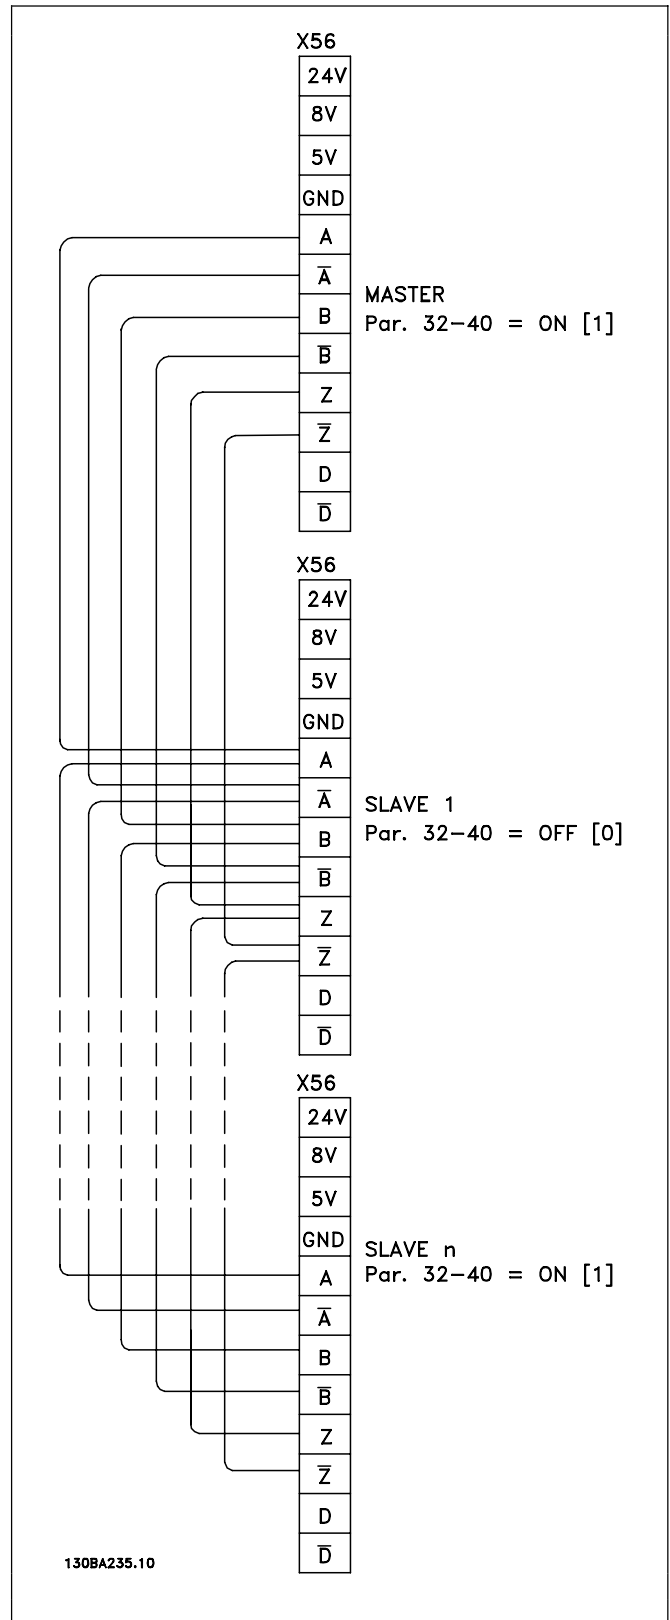 X56
24V
8V
5V
GND
A
A̅
MASTER
B
Par. 32-40 = ON [1]
B̅
Z
Z̅
D
D̅
X56
24V
8V
5V
GND
A
A̅
SLAVE 1
B
Par. 32-40 = OFF [0]
B̅
Z
Z̅
D
D̅
X56
24V
8V
5V
GND
SLAVE n
A
Par. 32-40 = ON [1]
A̅
B
B̅
Z
Z̅
D
D̅
130BA235.10